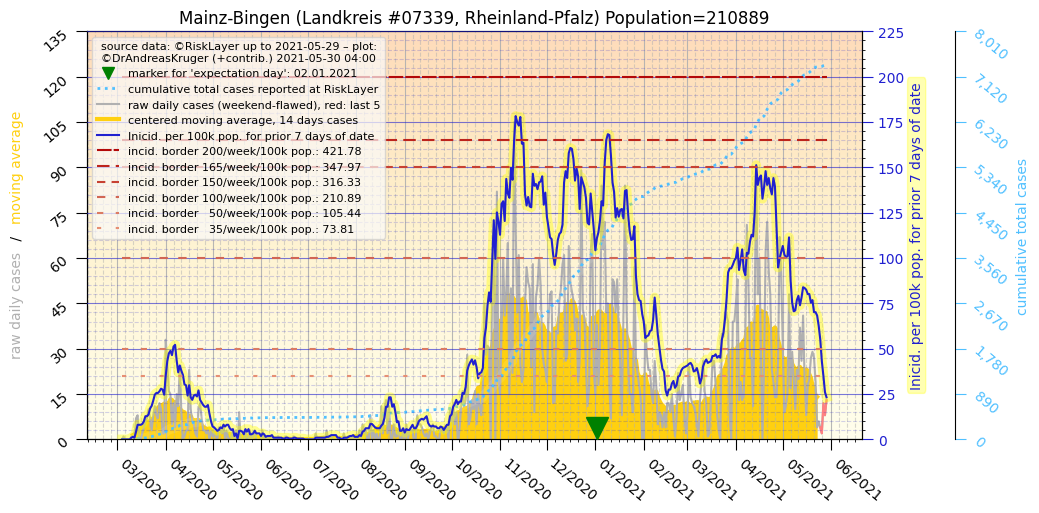 Mainz-Bingen (Landkreis #07339, Rheinland-Pfalz) Population=210889
source data: ©RiskLayer up to 2021-05-29 – plot:
©DrAndreasKruger (+contrib.) 2021-05-30 04:00
marker for 'expectation day': 02.01.2021
cumulative total cases reported at RiskLayer
raw daily cases (weekend-flawed), red: last 5
centered moving average, 14 days cases
Inicid. per 100k pop. for prior 7 days of date
incid. border 200/week/100k pop.: 421.78
incid. border 165/week/100k pop.: 347.97
incid. border 150/week/100k pop.: 316.33
incid. border 100/week/100k pop.: 210.89
incid. border   50/week/100k pop.: 105.44
incid. border   35/week/100k pop.: 73.81
raw daily cases / moving average
135
120
105
90
75
60
45
30
15
0
03/2020
04/2020
05/2020
06/2020
07/2020
08/2020
09/2020
10/2020
11/2020
12/2020
01/2021
02/2021
03/2021
04/2021
05/2021
06/2021
225
200
175
150
125
100
75
50
25
0
Inicid. per 100k pop. for prior 7 days of date
8,010
7,120
6,230
5,340
4,450
3,560
2,670
1,780
890
0
cumulative total cases